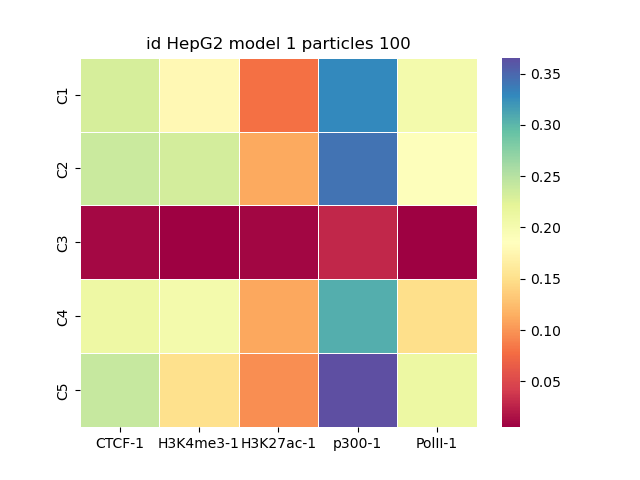 id HepG2 model 1 particles 100
C1
C2
C3
C4
C5
CTCF-1 H3K4me3-1 H3K27ac-1 p300-1 PolII-1
0.35
0.30
0.25
0.20
0.15
0.10
0.05